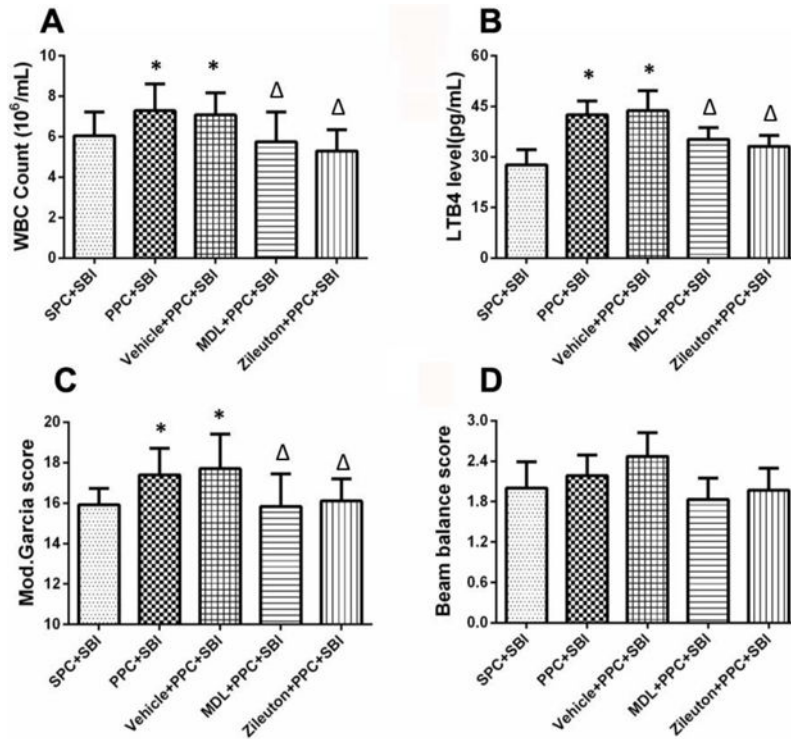 A
WBC Count (10^6/mL)
10
8
6
4
2
0
*
*
Δ
Δ
SPC+SBI
PPC+SBI
Vehicle+PPC+SBI
MDL+PPC+SBI
Zileuton+PPC+SBI
B
LTB4 level(pg/mL)
60
45
30
15
0
*
*
Δ
Δ
SPC+SBI
PPC+SBI
Vehicle+PPC+SBI
MDL+PPC+SBI
Zileuton+PPC+SBI
C
Mod.Garcia score
20
18
16
14
12
10
*
*
Δ
Δ
SPC+SBI
PPC+SBI
Vehicle+PPC+SBI
MDL+PPC+SBI
Zileuton+PPC+SBI
D
Beam balance score
3.0
2.4
1.8
1.2
0.6
0.0
SPC+SBI
PPC+SBI
Vehicle+PPC+SBI
MDL+PPC+SBI
Zileuton+PPC+SBI